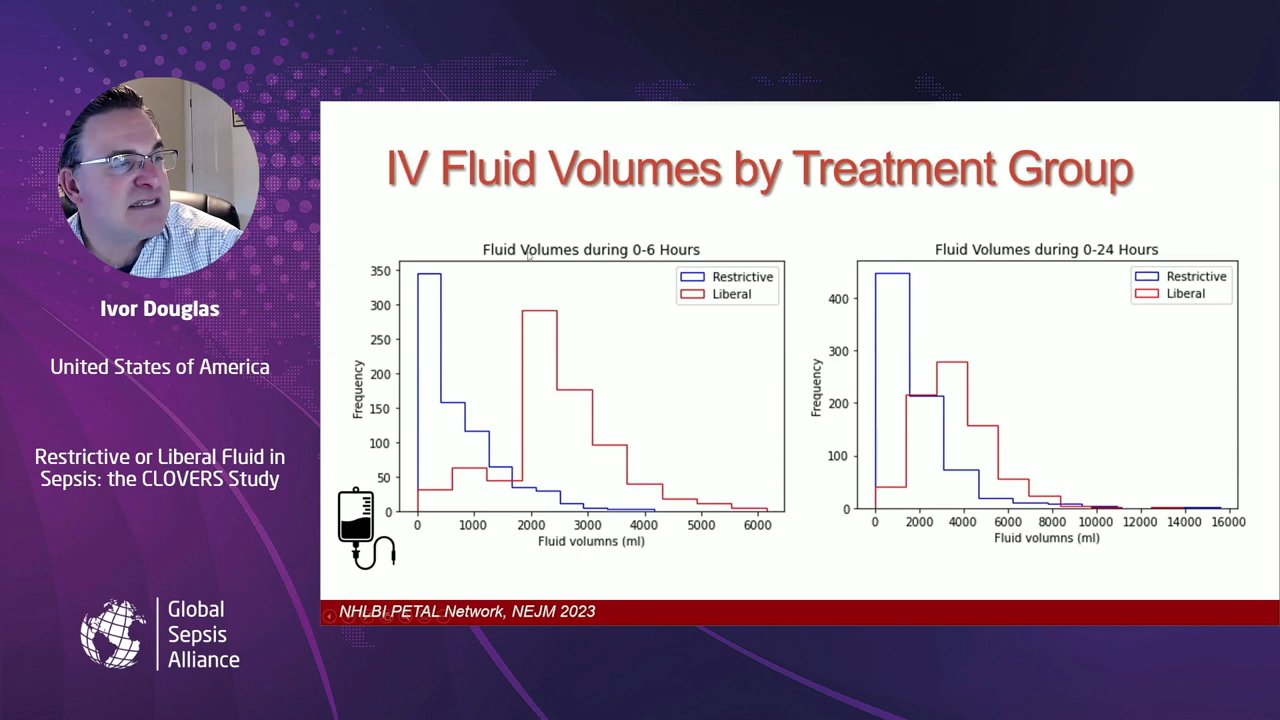 IV Fluid Volumes by Treatment Group
Fluid Volumes during 0-6 Hours
Restrictive
Liberal
Frequency
350
300
250
200
150
100
50
0
0 1000 2000 3000 4000 5000 6000
Fluid volumns (ml)
Fluid Volumes during 0-24 Hours
Restrictive
Liberal
Frequency
400
300
200
100
0
0 2000 4000 6000 8000 10000 12000 14000 16000
Fluid volumns (ml)
NHLBI PETAL Network, NEJM 2023
Ivor Douglas
United States of America
Restrictive or Liberal Fluid in
Sepsis: the CLOVERS Study
Global
Sepsis
Alliance